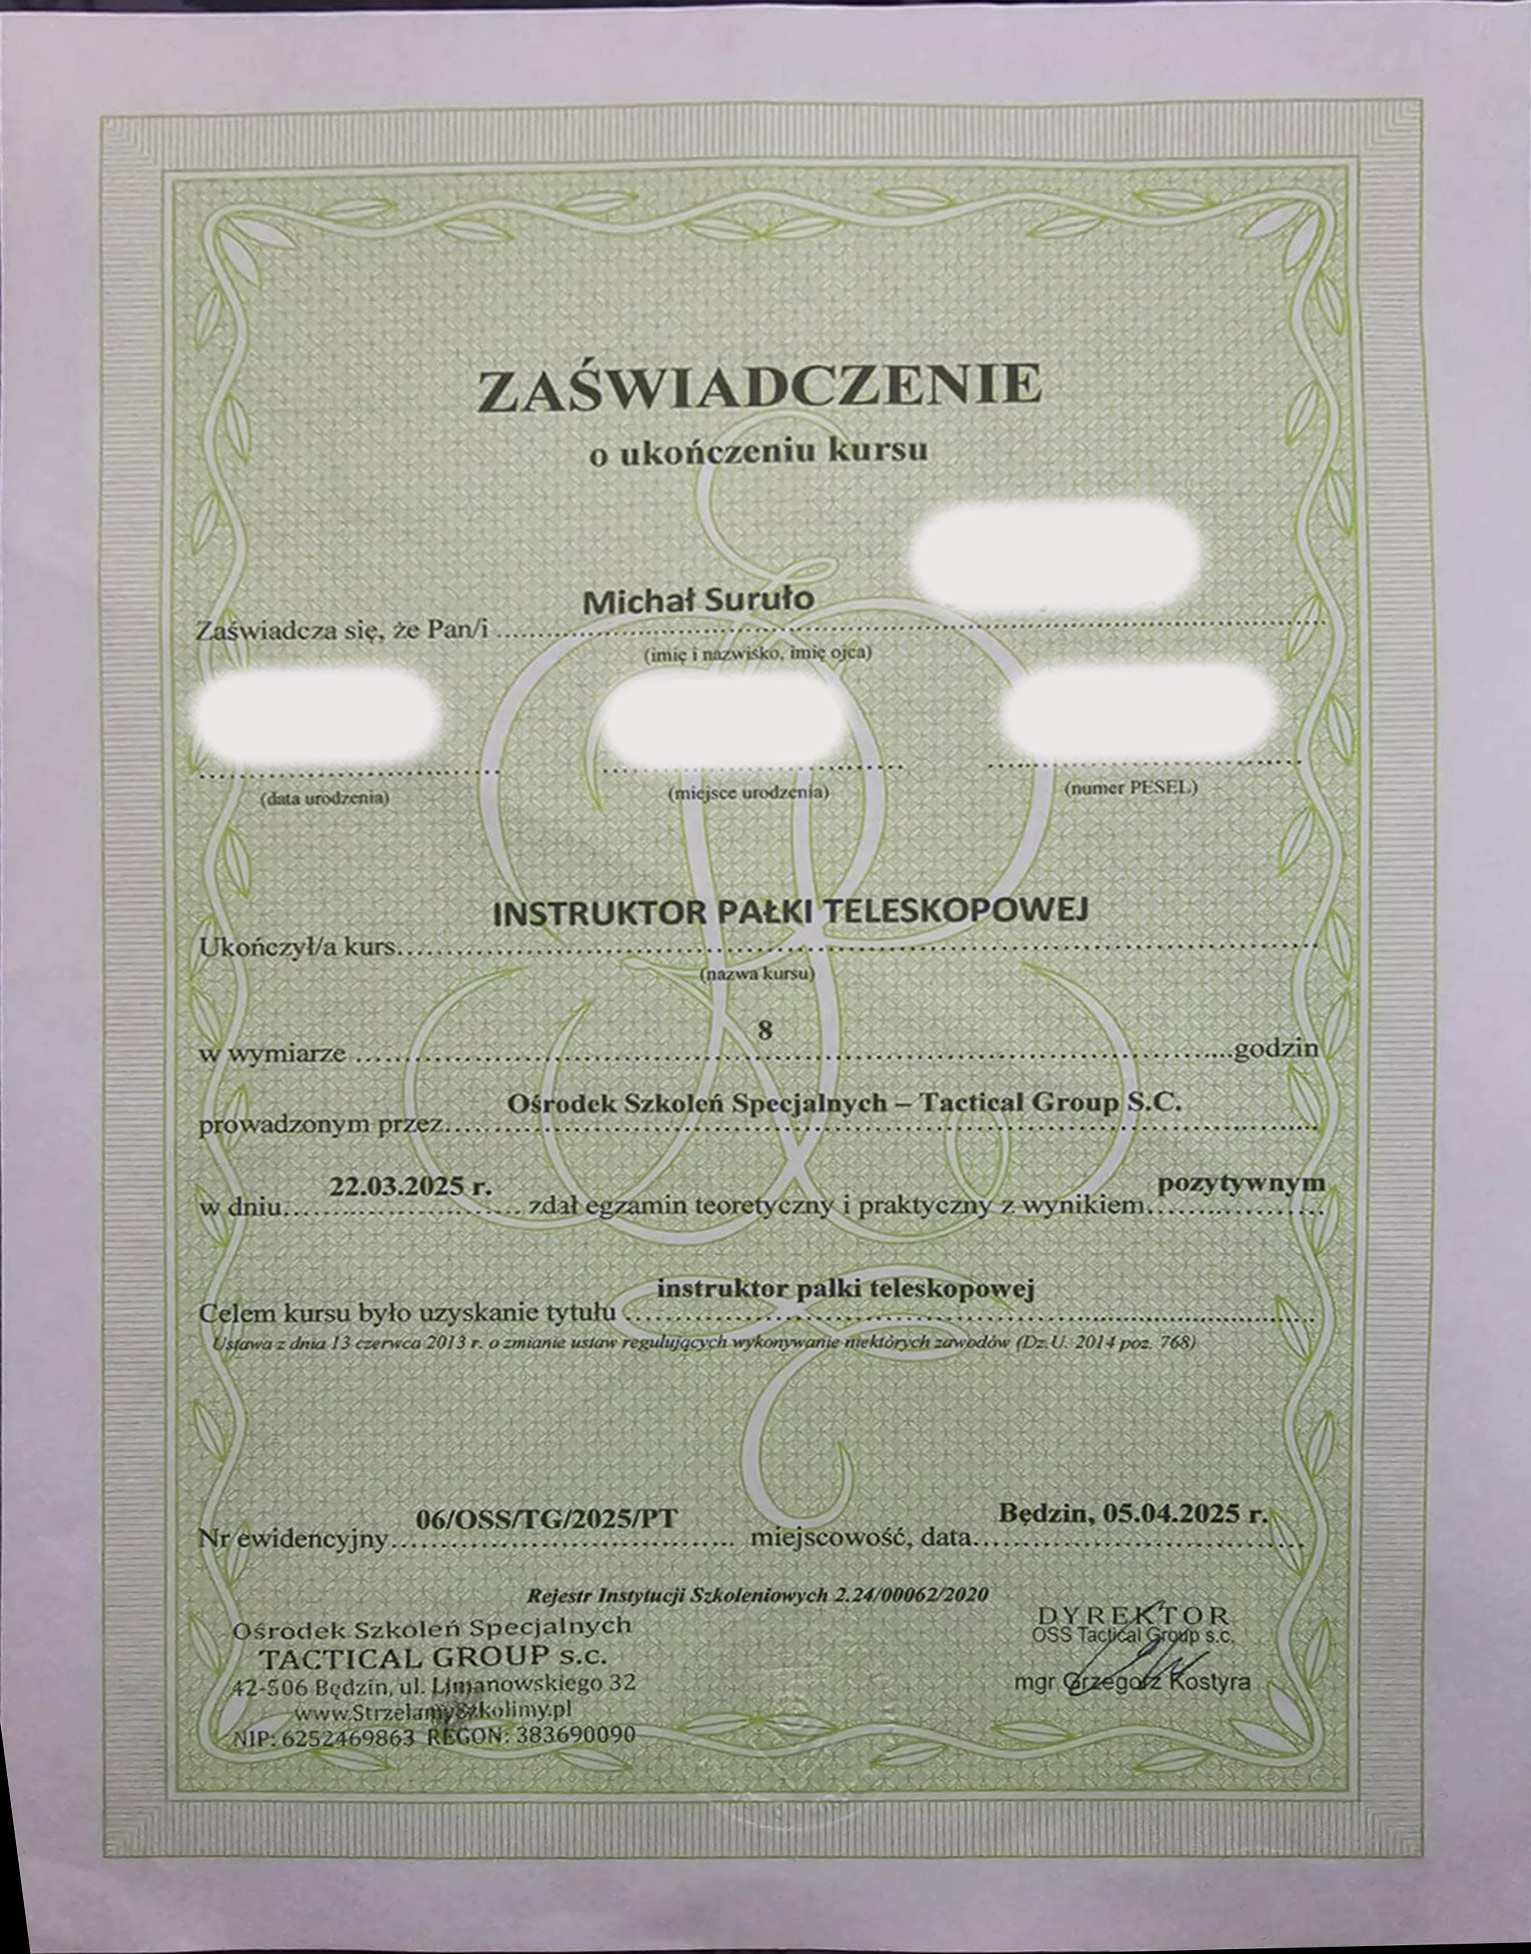 ZAŚWIADCZENIE
o ukończeniu kursu
Michał Suruło
Zaświadcza się, że Pan/i
(imię i nazwisko, imię ojca)
(data urodzenia) (miejsce urodzenia) (numer PESEL)
INSTRUKTOR PAŁKI TELESKOPOWEJ
Ukończył/a kurs
(nazwa kursu)
8
w wymiarze godzin
Ośrodek Szkoleń Specjalnych – Tactical Group S.C.
prowadzonym przez
22.03.2025 r. pozytywnym
w dniu zdał egzamin teoretyczny i praktyczny z wynikiem
instruktor pałki teleskopowej
Celem kursu było uzyskanie tytułu
Ustawa z dnia 13 czerwca 2013 r. o zmianie ustaw regulujących wykonywanie niektórych zawodów (Dz.U. 2014 poz. 768)
06/OSS/TG/2025/PT Będzin, 05.04.2025 r.
Nr ewidencyjny miejscowość, data
Rejestr Instytucji Szkoleniowych 2.24/00062/2020
Ośrodek Szkoleń Specjalnych
TACTICAL GROUP s.c.
42-506 Będzin, ul. Limanowskiego 32
www.StrzelamySzkolimy.pl
NIP: 6252469863 REGON: 383690090
DYREKTOR
OSS Tactical Group s.c.
mgr Grzegorz Kostyra